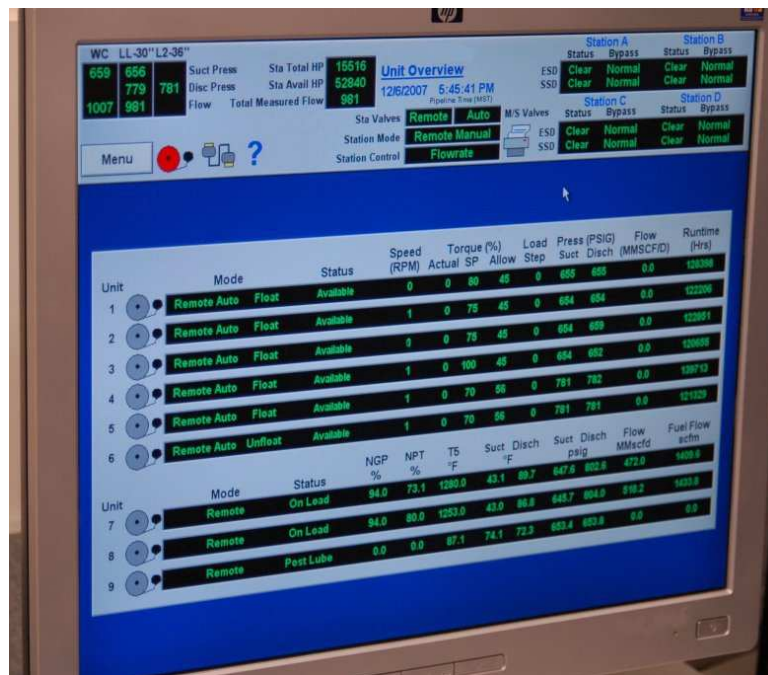 hp
WC LL-30" L2-36"
659 656 Suct Press Sta Total HP 15516
779 781 Disc Press Sta Avail HP 52840
1007 981 Flow Total Measured Flow 981
Unit Overview
12/6/2007 5:45:41 PM
Pipeline Time (MST)
Sta Valves Remote Auto M/S Valves
Station Mode Remote Manual
Station Control Flowrate
Station A Station B
Status Bypass Status Bypass
ESD Clear Normal Clear Normal
SSD Clear Normal Clear Normal
Station C Station D
Status Bypass Status Bypass
ESD Clear Normal Clear Normal
SSD Clear Normal Clear Normal
Menu ?
Speed Torque (%) Load Press (PSIG) Flow Runtime
Unit Mode Status (RPM) Actual SP Allow Step Suct Disch (MMSCF/D) (Hrs)
1 Remote Auto Float Available 0 0 80 45 0 655 655 0.0
2 Remote Auto Float Available 1 0 75 45 0 654 654 0.0 122206
3 Remote Auto Float Available 0 75 45 0 654 659 0.0 122951
4 Remote Auto Float Available 1 0 100 45 0 654 652 0.0
5 Remote Auto Float Available 1 0 70 56 0 781 782 0.0 139713
6 Remote Auto Unfloat Available 1 0 70 56 0 781 781 0.0 121329
NGP NPT T5 Suct Disch Suct Disch Flow Fuel Flow
Unit Mode Status % % °F °F psig MMscfd scfm
7 Remote On Load 94.0 73.1 1280.0 43.1 89.7 647.6 802.6 472.0 1409.6
8 Remote On Load 94.0 80.0 1253.0 43.0 86.8 645.7 804.0 518.2 1433.8
9 Remote Post Lube 0.0 0.0 87.1 74.1 72.3 653.4 653.8 0.0 0.0